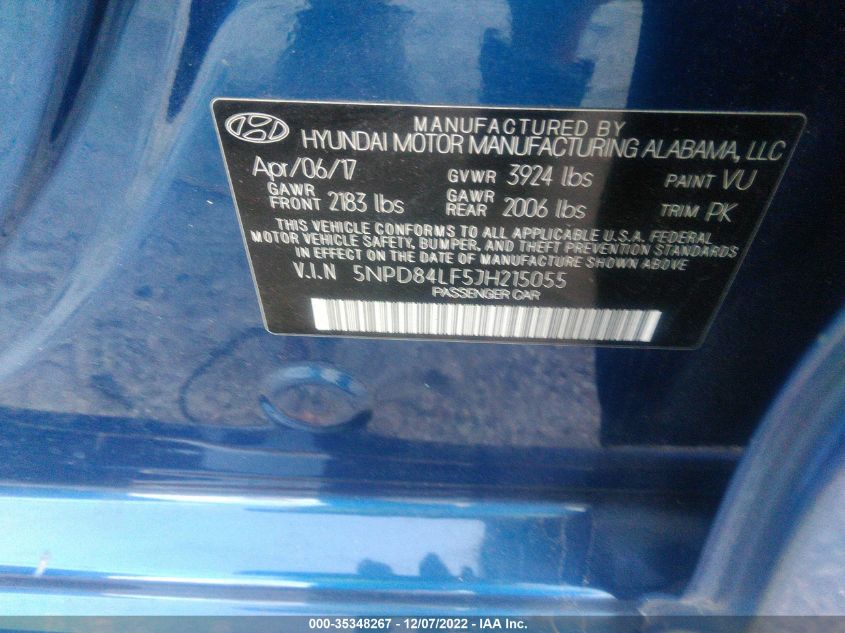 MANUFACTURED BY
HYUNDAI MOTOR MANUFACTURING ALABAMA, LLC
Apr/06/17 GVWR 3924 lbs PAINT VU
GAWR FRONT 2183 lbs GAWR REAR 2006 lbs TRIM PK
THIS VEHICLE CONFORMS TO ALL APPLICABLE U.S.A. FEDERAL
MOTOR VEHICLE SAFETY, BUMPER, AND THEFT PREVENTION STANDARDS
IN EFFECT ON THE DATE OF MANUFACTURE SHOWN ABOVE.
V.I.N 5NPD84LF5JH215055
PASSENGER CAR
000-35348267 - 12/07/2022 - IAA Inc.